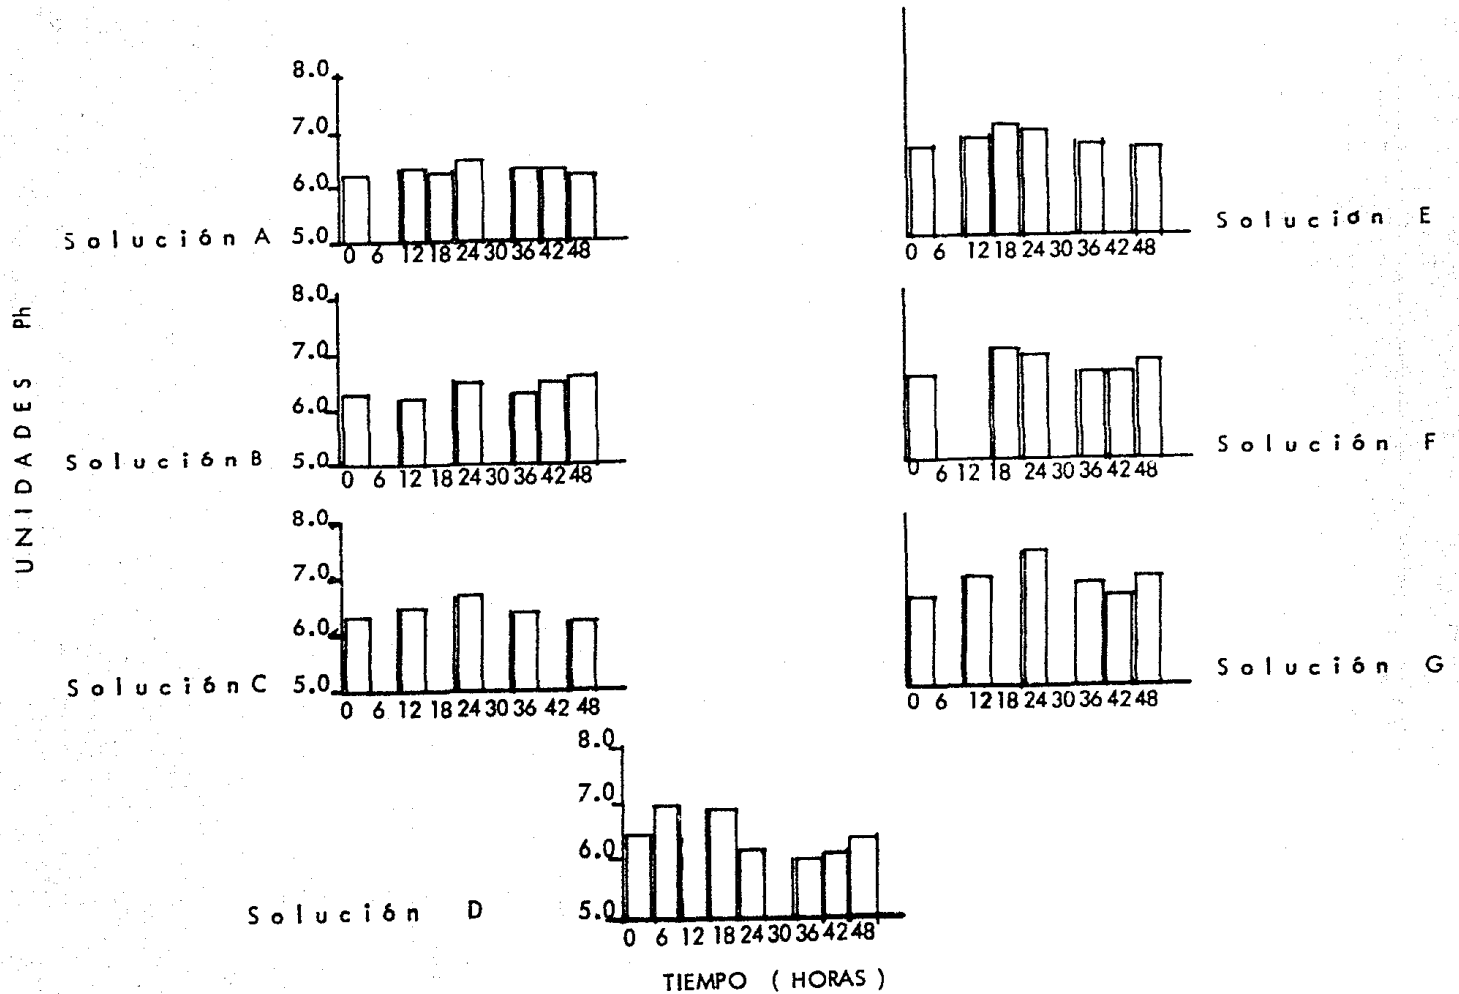 UNIDADES Ph
8.0
7.0
6.0
5.0
Solución A
0 6 12 18 24 30 36 42 48
8.0
7.0
6.0
5.0
Solución B
0 6 12 18 24 30 36 42 48
8.0
7.0
6.0
5.0
Solución C
0 6 12 18 24 30 36 42 48
Solución E
0 6 12 18 24 30 36 42 48
Solución F
0 6 12 18 24 30 36 42 48
Solución G
0 6 12 18 24 30 36 42 48
8.0
7.0
6.0
5.0
Solución D
0 6 12 18 24 30 36 42 48
TIEMPO ( HORAS )